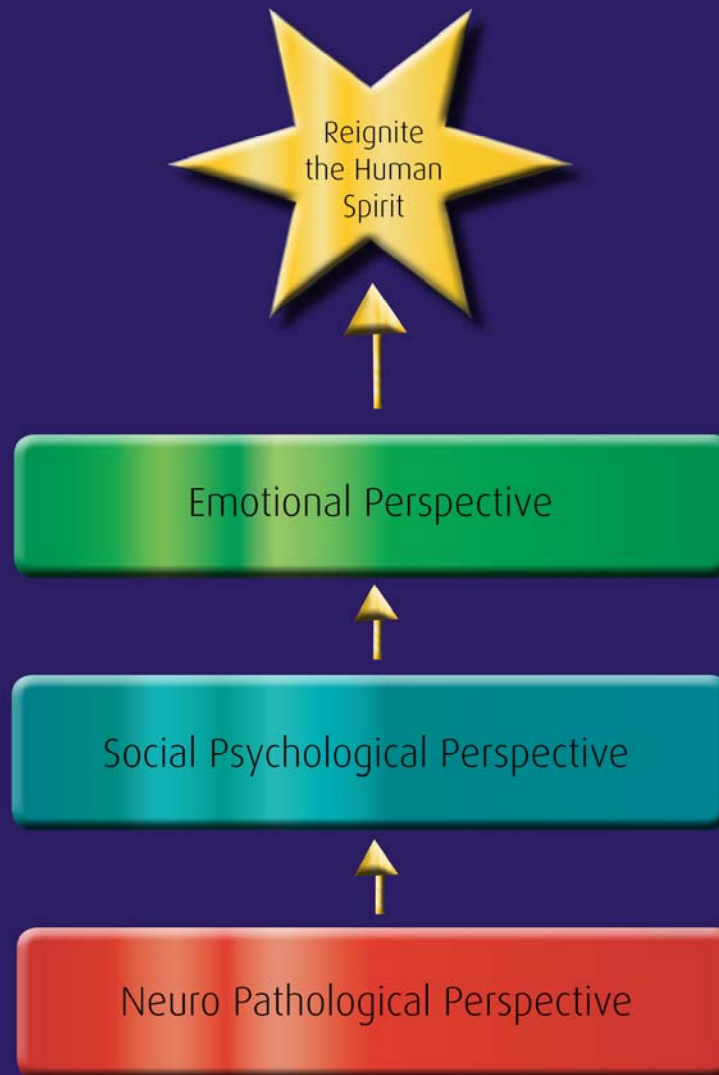 Reignite
the Human
Spirit
Emotional Perspective
Social Psychological Perspective
Neuro Pathological Perspective